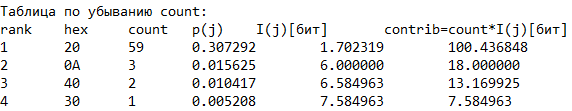 Таблица по убыванию count:
rank hex count p(j) I(j)[бит] contrib=count*I(j)[бит]
1 20 59 0.307292 1.702319 100.436848
2 0A 3 0.015625 6.000000 18.000000
3 40 2 0.010417 6.584963 13.169925
4 30 1 0.005208 7.584963 7.584963